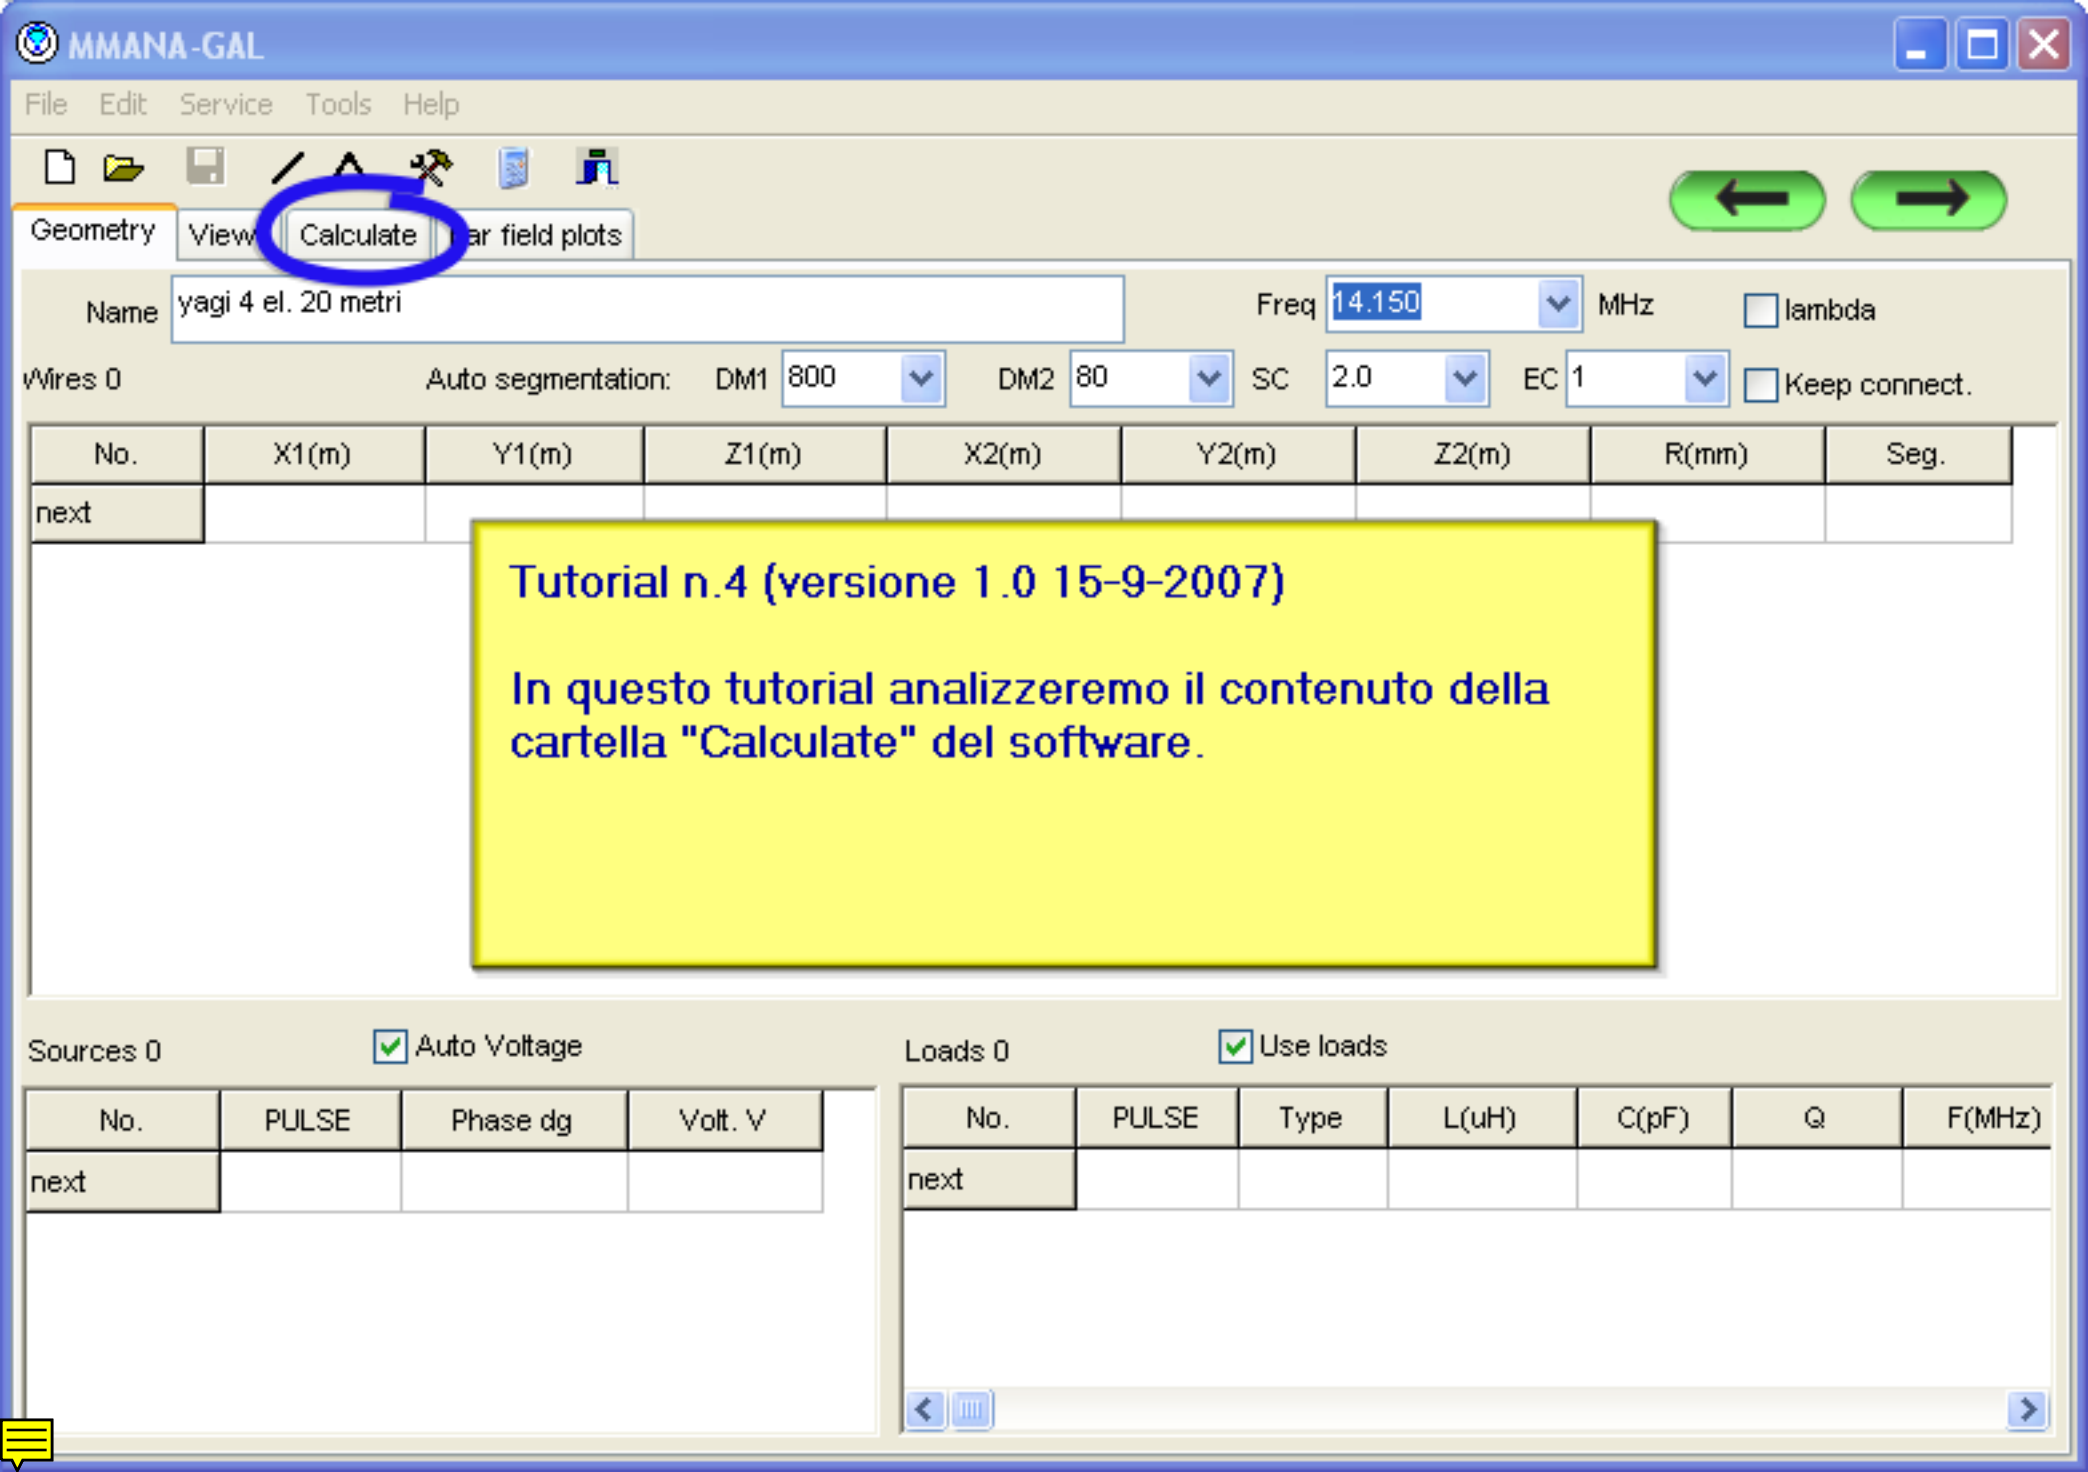 MMANA-GAL
File Edit Service Tools Help
Geometry View Calculate ar field plots
Name yagi 4 el. 20 metri Freq 14.150 MHz lambda
Wires 0 Auto segmentation: DM1 800 DM2 80 SC 2.0 EC 1 Keep connect.
No. X1(m) Y1(m) Z1(m) X2(m) Y2(m) Z2(m) R(mm) Seg.
next
Tutorial n.4 (versione 1.0 15-9-2007)
In questo tutorial analizzeremo il contenuto della
cartella "Calculate" del software.
Sources 0 Auto Voltage Loads 0 Use loads
No. PULSE Phase dg Volt. V No. PULSE Type L(uH) C(pF) Q F(MHz)
next next